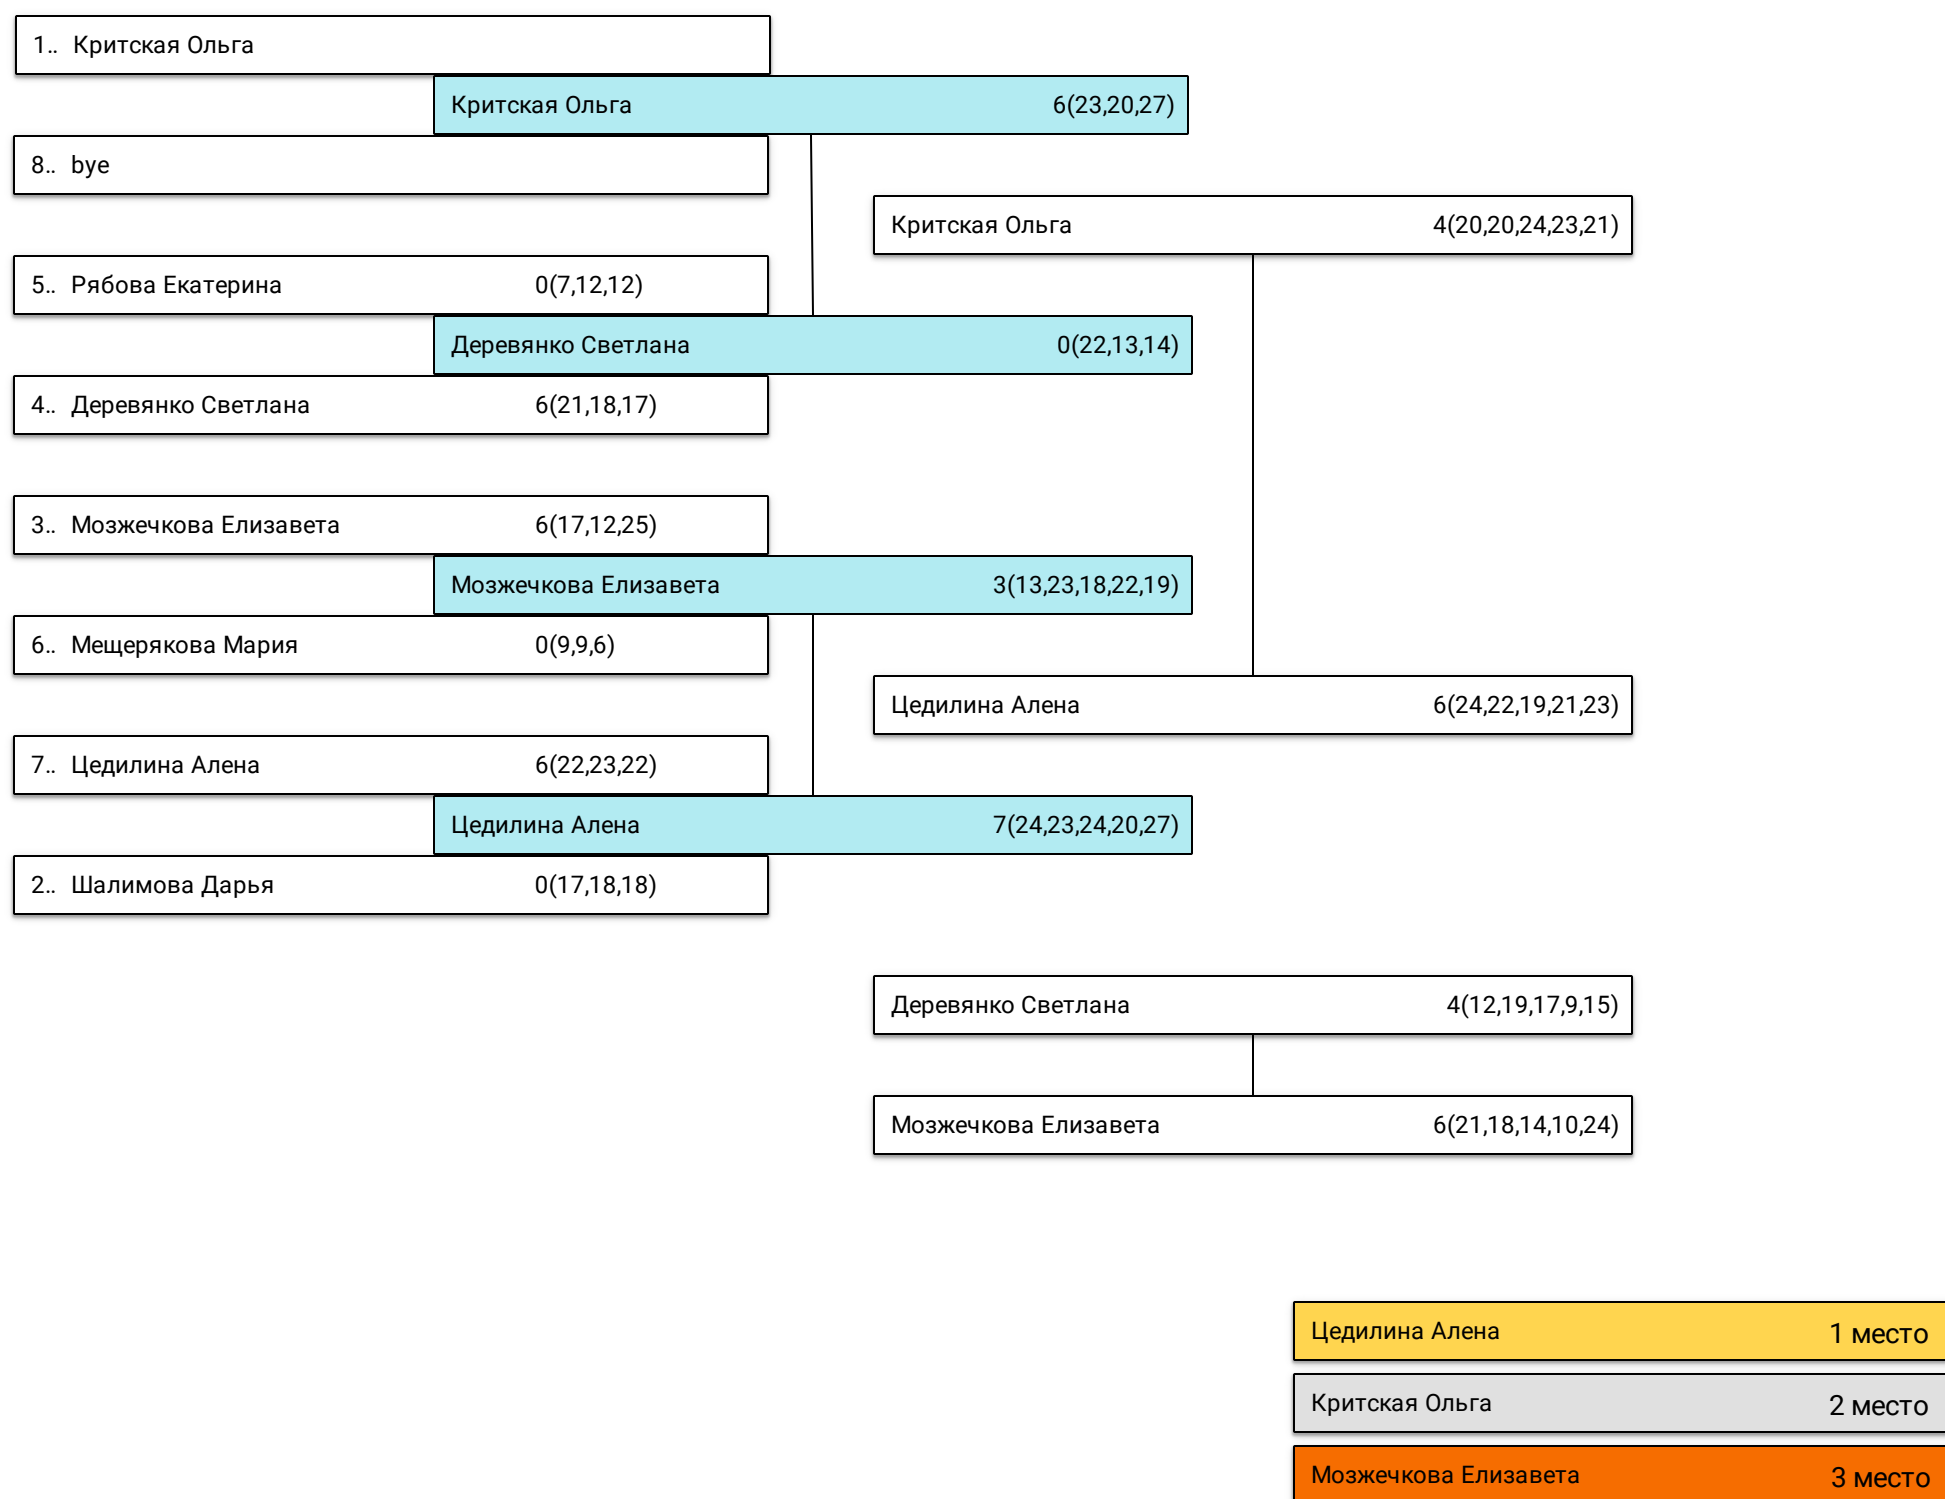 1.. Критская Ольга
Критская Ольга 6(23,20,27)
8.. bye
Критская Ольга 4(20,20,24,23,21)
5.. Рябова Екатерина 0(7,12,12)
Деревянко Светлана 0(22,13,14)
4.. Деревянко Светлана 6(21,18,17)
3.. Мозжечкова Елизавета 6(17,12,25)
Мозжечкова Елизавета 3(13,23,18,22,19)
6.. Мещерякова Мария 0(9,9,6)
Цедилина Алена 6(24,22,19,21,23)
7.. Цедилина Алена 6(22,23,22)
Цедилина Алена 7(24,23,24,20,27)
2.. Шалимова Дарья 0(17,18,18)
Деревянко Светлана 4(12,19,17,9,15)
Мозжечкова Елизавета 6(21,18,14,10,24)
Цедилина Алена 1 место
Критская Ольга 2 место
Мозжечкова Елизавета 3 место